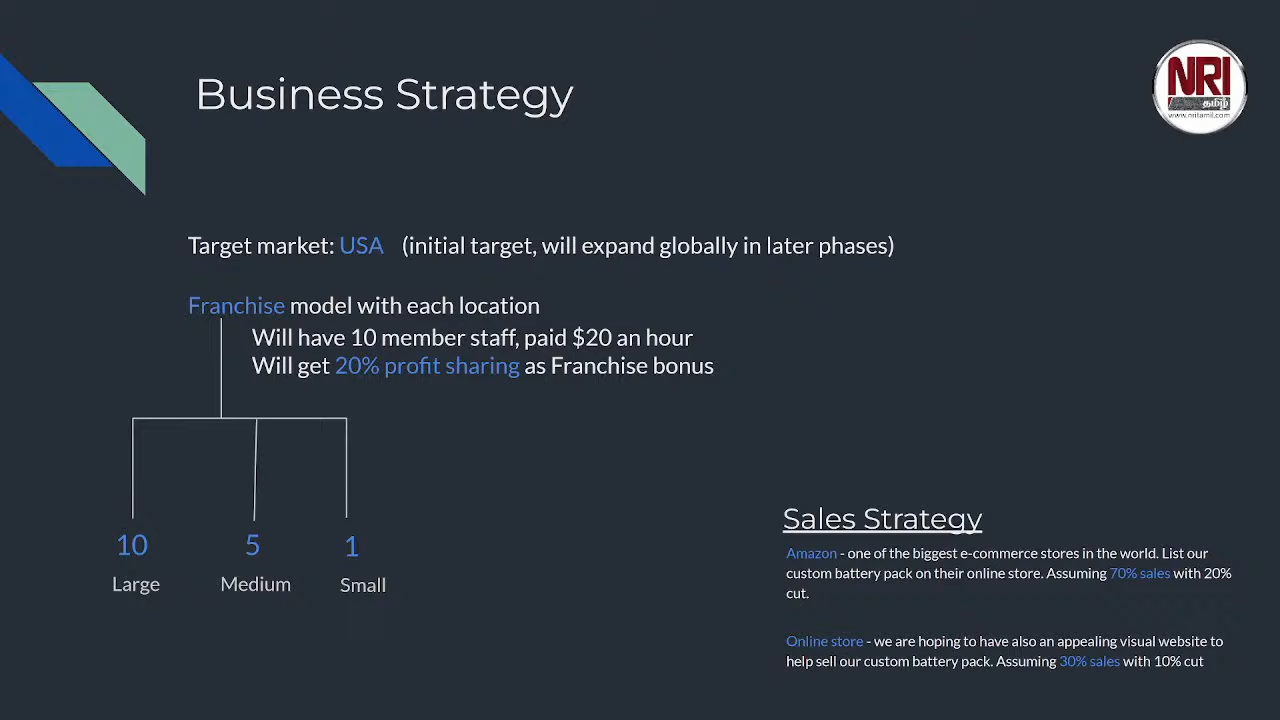 Business Strategy
NRI
தமிழ்
www.nritamil.com
Target market: USA (initial target, will expand globally in later phases)
Franchise model with each location
Will have 10 member staff, paid $20 an hour
Will get 20% profit sharing as Franchise bonus
10 5 1
Large Medium Small
Sales Strategy
Amazon - one of the biggest e-commerce stores in the world. List our
custom battery pack on their online store. Assuming 70% sales with 20%
cut.
Online store - we are hoping to have also an appealing visual website to
help sell our custom battery pack. Assuming 30% sales with 10% cut